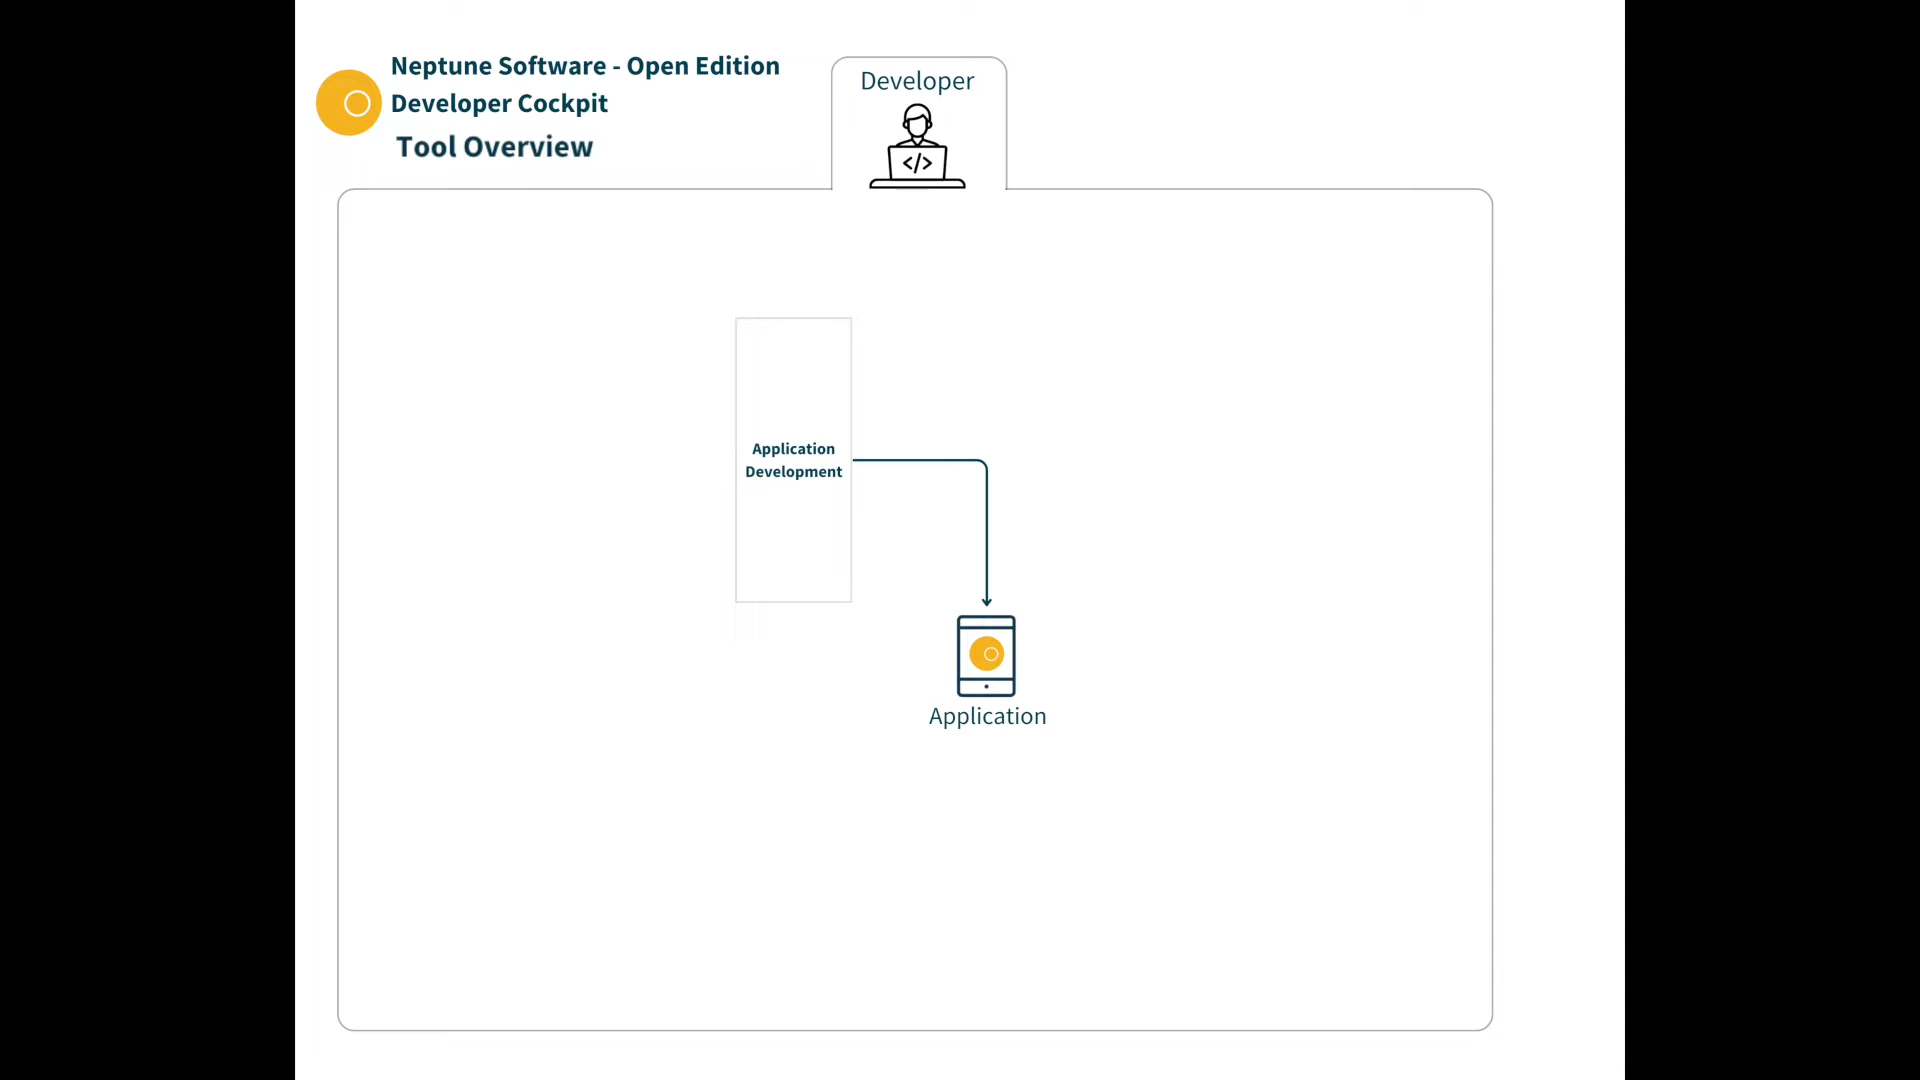 Neptune Software - Open Edition
Developer Cockpit
Tool Overview
Developer
</>
Application
Development
Application